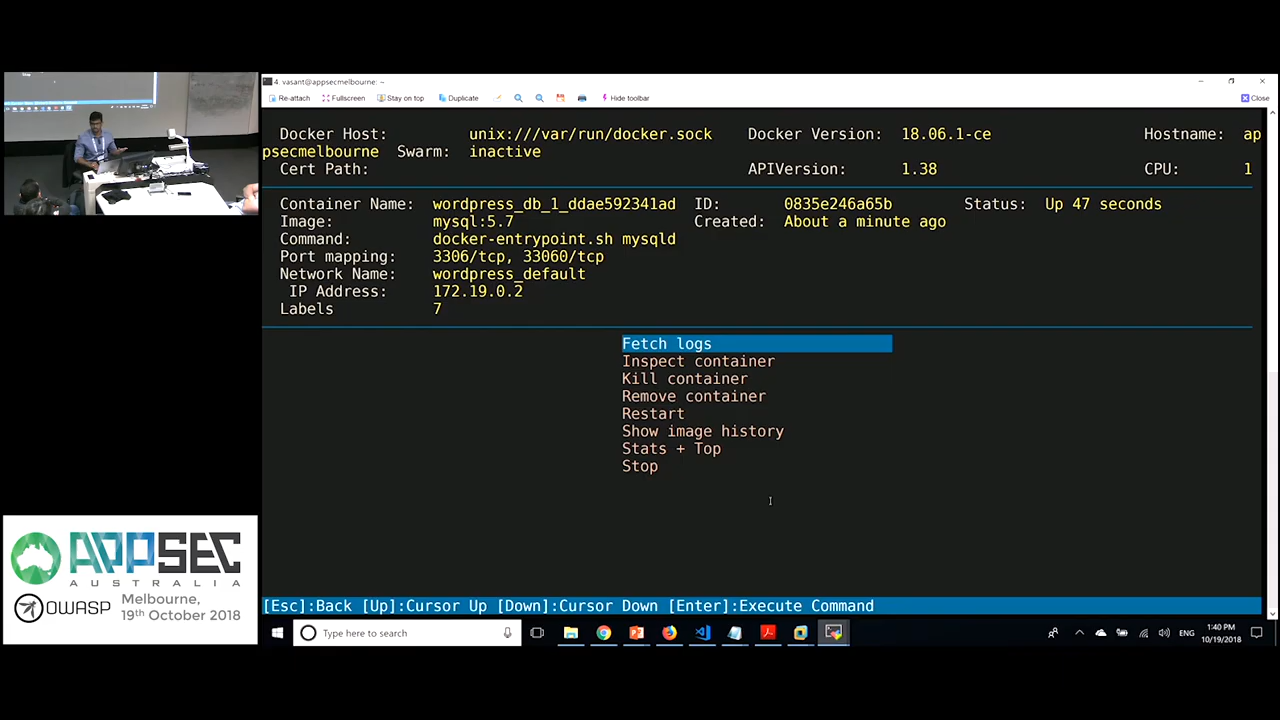 4. vasant@appsecmelbourne: ~
Re-attach Fullscreen Stay on top Duplicate Hide toolbar Close
Docker Host: unix:///var/run/docker.sock Docker Version: 18.06.1-ce Hostname: ap
psecmelbourne Swarm: inactive
Cert Path: APIVersion: 1.38 CPU: 1
Container Name: wordpress_db_1_ddae592341ad ID: 0835e246a65b Status: Up 47 seconds
Image: mysql:5.7 Created: About a minute ago
Command: docker-entrypoint.sh mysqld
Port mapping: 3306/tcp, 33060/tcp
Network Name: wordpress_default
IP Address: 172.19.0.2
Labels 7
Fetch logs
Inspect container
Kill container
Remove container
Restart
Show image history
Stats + Top
Stop
[Esc]:Back [Up]:Cursor Up [Down]:Cursor Down [Enter]:Execute Command
Type here to search
ENG
1:40 PM
10/19/2018
APPSEC
AUSTRALIA
OWASP
Melbourne,
19th October 2018